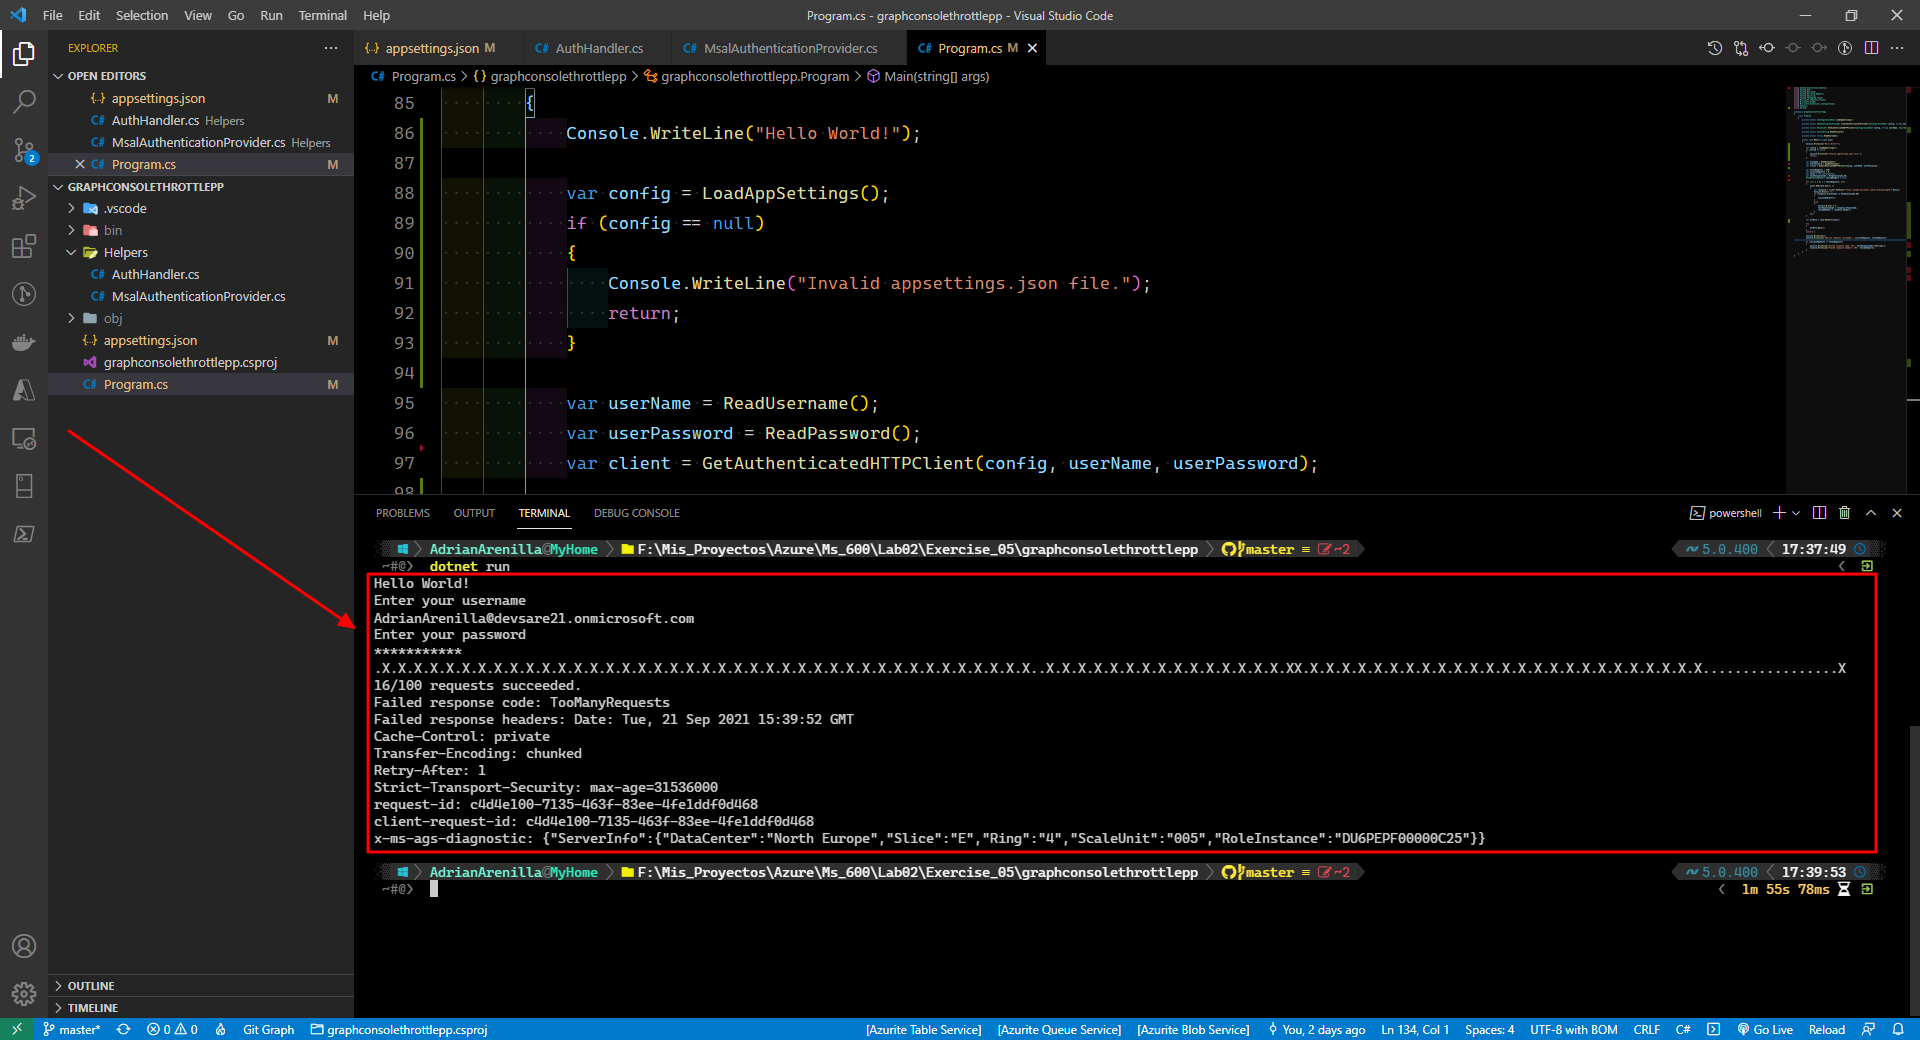 File Edit Selection View Go Run Terminal Help
Program.cs - graphconsolethrottlepp - Visual Studio Code
EXPLORER
OPEN EDITORS
{..} appsettings.json M
C# AuthHandler.cs Helpers
C# MsalAuthenticationProvider.cs Helpers
C# Program.cs M
GRAPHCONSOLETHROTTLEPP
.vscode
bin
Helpers
C# AuthHandler.cs
C# MsalAuthenticationProvider.cs
obj
{..} appsettings.json M
graphconsolethrottlepp.csproj
C# Program.cs M
OUTLINE
TIMELINE
2
{..} appsettings.json M
C# AuthHandler.cs
C# MsalAuthenticationProvider.cs
C# Program.cs M
C# Program.cs > {} graphconsolethrottlepp > graphconsolethrottlepp.Program > Main(string[] args)
85 {
86 Console.WriteLine("Hello World!");
87
88 var config = LoadAppSettings();
89 if (config == null)
90 {
91 Console.WriteLine("Invalid appsettings.json file.");
92 return;
93 }
94
95 var userName = ReadUsername();
96 var userPassword = ReadPassword();
97 var client = GetAuthenticatedHTTPClient(config, userName, userPassword);
98
PROBLEMS OUTPUT TERMINAL DEBUG CONSOLE
powershell
AdrianArenilla@MyHome F:\Mis_Proyectos\Azure\Ms_600\Lab02\Exercise_05\graphconsolethrottlepp master ≡ ~2 5.0.400 17:37:49
~#@❯ dotnet run
Hello World!
Enter your username
AdrianArenilla@devsare21.onmicrosoft.com
Enter your password
***********
16/100 requests succeeded.
Failed response code: TooManyRequests
Failed response headers: Date: Tue, 21 Sep 2021 15:39:52 GMT
Cache-Control: private
Transfer-Encoding: chunked
Retry-After: 1
Strict-Transport-Security: max-age=31536000
request-id: c4d4e100-7135-463f-83ee-4fe1ddf0d468
client-request-id: c4d4e100-7135-463f-83ee-4fe1ddf0d468
x-ms-ags-diagnostic: {"ServerInfo":{"DataCenter":"North Europe","Slice":"E","Ring":"4","ScaleUnit":"005","RoleInstance":"DU6PEPF00000C25"}}
AdrianArenilla@MyHome F:\Mis_Proyectos\Azure\Ms_600\Lab02\Exercise_05\graphconsolethrottlepp master ≡ ~2 5.0.400 17:39:53
~#@❯ 1m 55s 78ms
master* 0 0 Git Graph graphconsolethrottlepp.csproj [Azurite Table Service] [Azurite Queue Service] [Azurite Blob Service] You, 2 days ago Ln 134, Col 1 Spaces: 4 UTF-8 with BOM CRLF C# Go Live Reload